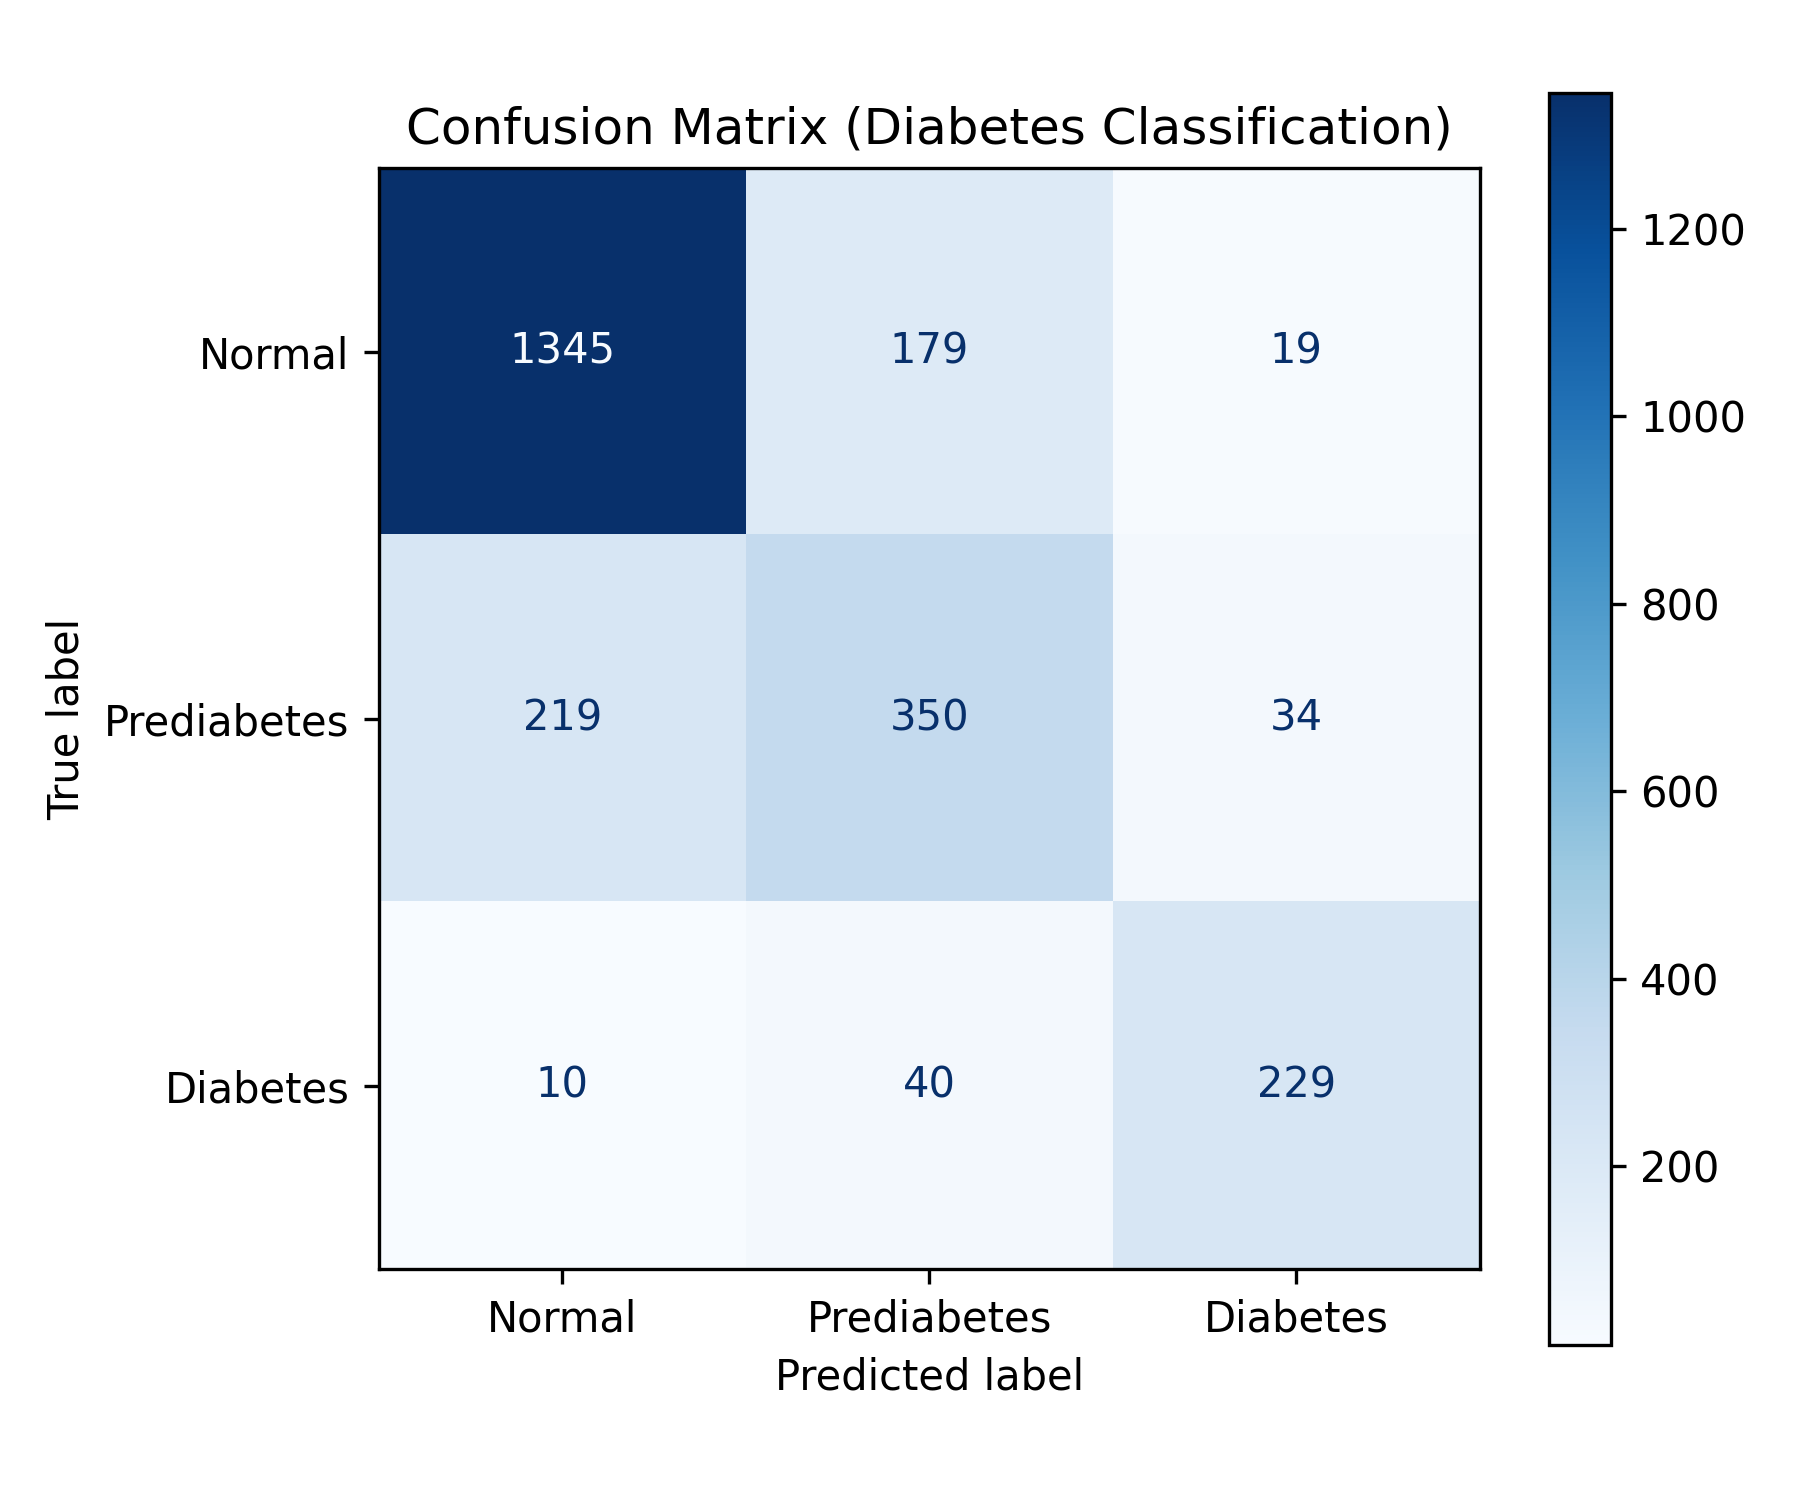 Confusion Matrix (Diabetes Classification)
True label
Normal
Prediabetes
Diabetes
1345 179 19
219 350 34
10 40 229
Normal Prediabetes Diabetes
Predicted label
1200
1000
800
600
400
200